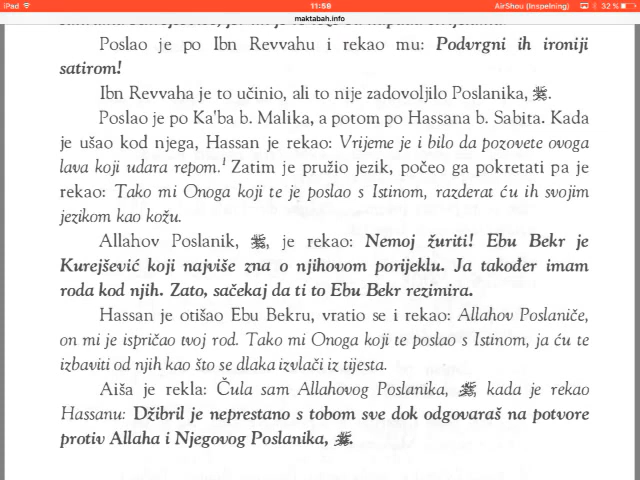 iPad
11:58
AirShou (Inspelning)
32 %
maktabah.info
Poslao je po Ibn Revvahu i rekao mu: Podvrgni ih ironiji
satirom!
Ibn Revvaha je to učinio, ali to nije zadovoljilo Poslanika, ﷺ.
Poslao je po Ka'ba b. Malika, a potom po Hassana b. Sabita. Kada
je ušao kod njega, Hassan je rekao: Vrijeme je i bilo da pozovete ovoga
lava koji udara repom.¹ Zatim je pružio jezik, počeo ga pokretati pa je
rekao: Tako mi Onoga koji te je poslao s Istinom, razderat ću ih svojim
jezikom kao kožu.
Allahov Poslanik, ﷺ, je rekao: Nemoj žuriti! Ebu Bekr je
Kurejšević koji najviše zna o njihovom porijeklu. Ja također imam
roda kod njih. Zato, sačekaj da ti to Ebu Bekr rezimira.
Hassan je otišao Ebu Bekru, vratio se i rekao: Allahov Poslaniče,
on mi je ispričao tvoj rod. Tako mi Onoga koji te je poslao s Istinom, ja ću te
izbaviti od njih kao što se dlaka izvlači iz tijesta.
Aiša je rekla: Čula sam Allahovog Poslanika, ﷺ, kada je rekao
Hassanu: Džibril je neprestano s tobom sve dok odgovaraš na potvore
protiv Allaha i Njegovog Poslanika, ﷺ.